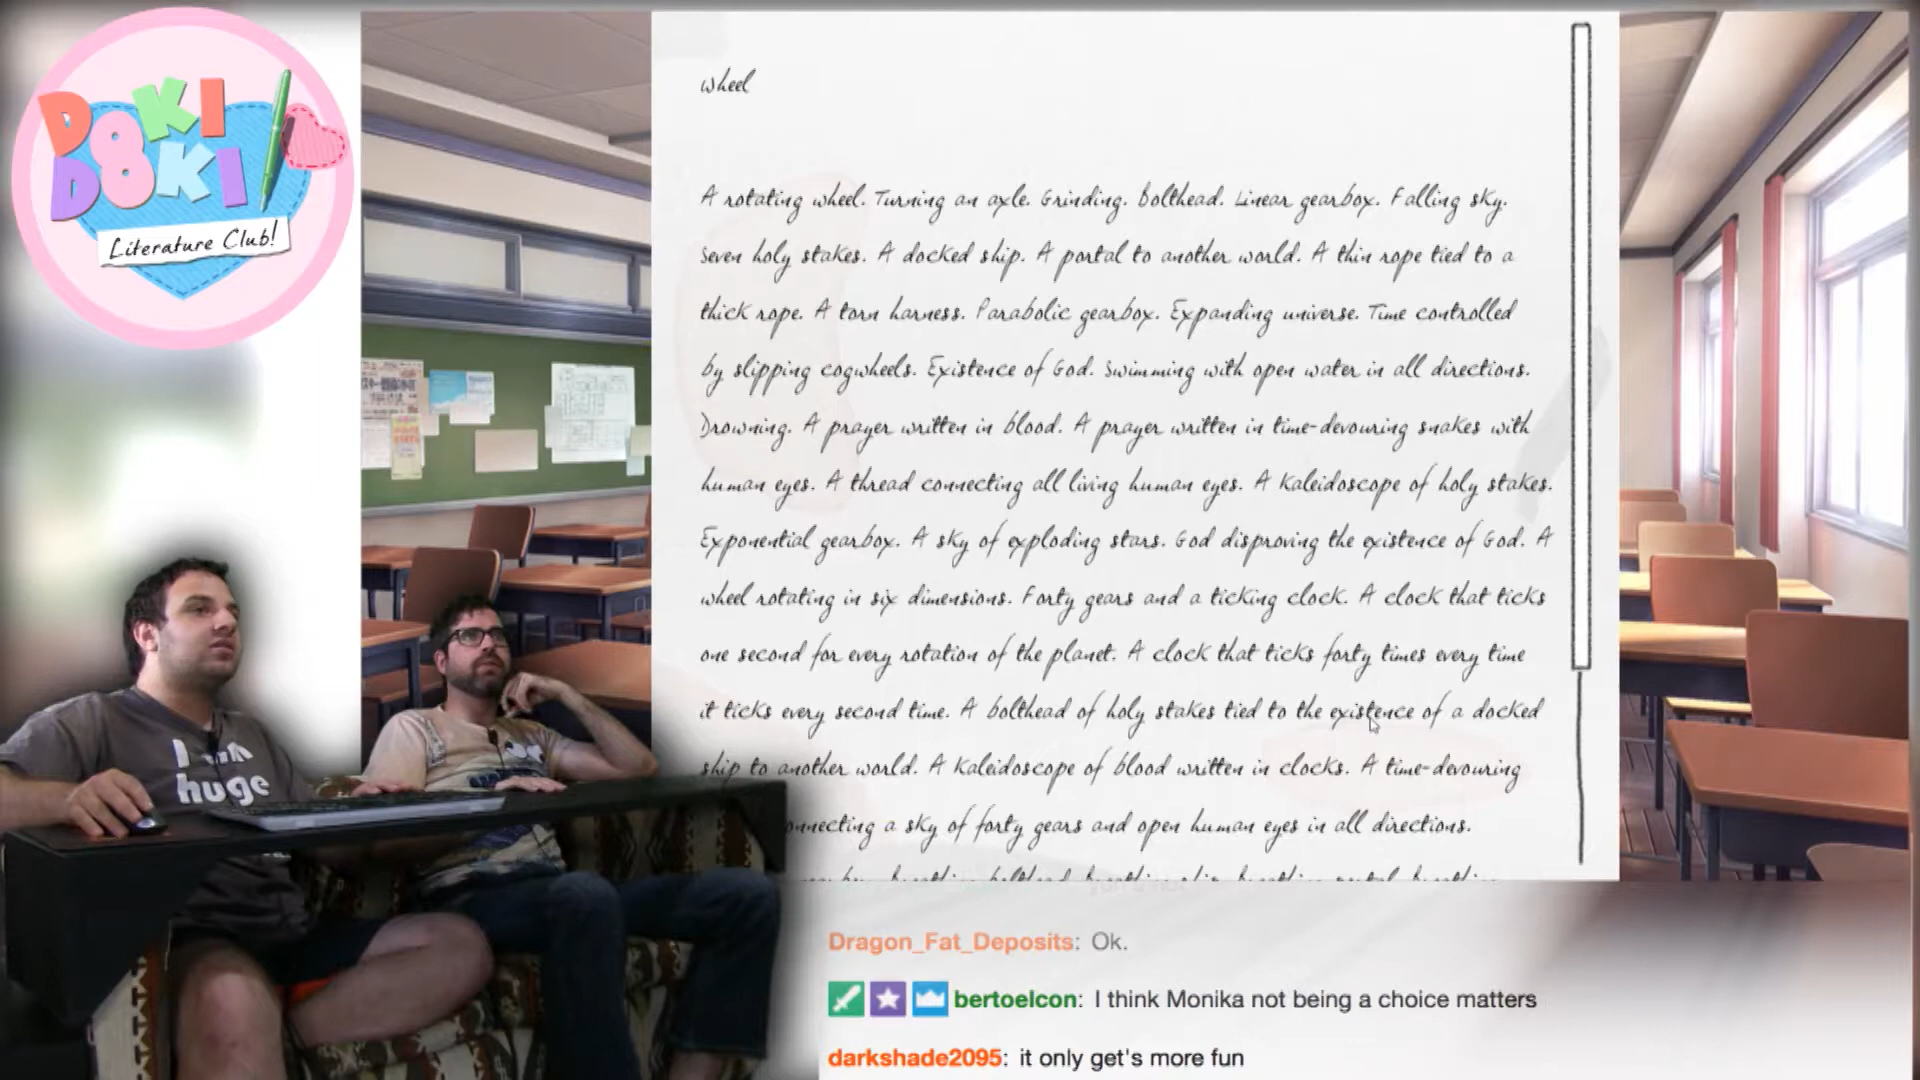 DOKI
DOKI
Literature Club!
wheel
A rotating wheel. Turning an axle. Grinding. Bolthead. Linear gearbox. Falling sky.
Seven holy stakes. A docked ship. A portal to another world. A thin rope tied to a
thick rope. A torn harness. Parabolic gearbox. Expanding universe. Time controlled
by slipping cogwheels. Existence of God. Swimming with open water in all directions.
Drowning. A prayer written in blood. A prayer written in time-devouring snakes with
human eyes. A thread connecting all living human eyes. A kaleidoscope of holy stakes.
Exponential gearbox. A sky of exploding stars. God disproving the existence of God. A
wheel rotating in six dimensions. Forty gears and a ticking clock. A clock that ticks
one second for every rotation of the planet. A clock that ticks forty times every time
it ticks every second time. A bolthead of holy stakes tied to the existence of a docked
ship to another world. A kaleidoscope of blood written in clocks. A time-devouring
connecting a sky of forty gears and open human eyes in all directions.
I am
huge
Dragon_Fat_Deposits: Ok.
bertoelcon: I think Monika not being a choice matters
darkshade2095: it only get's more fun